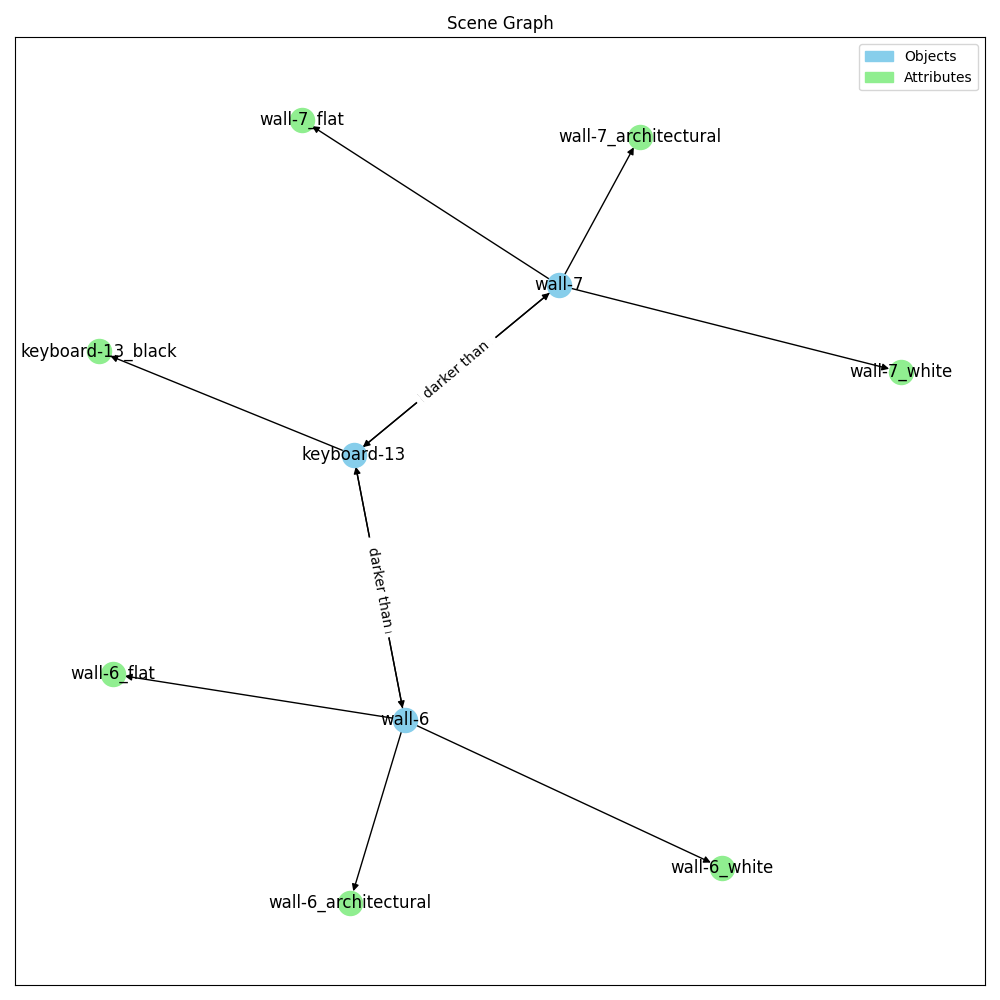 Scene Graph
Objects
Attributes
wall-7_flat
wall-7_architectural
wall-7
keyboard-13_black
darker than
wall-7_white
keyboard-13
darker than
wall-6_flat
wall-6
wall-6_white
wall-6_architectural